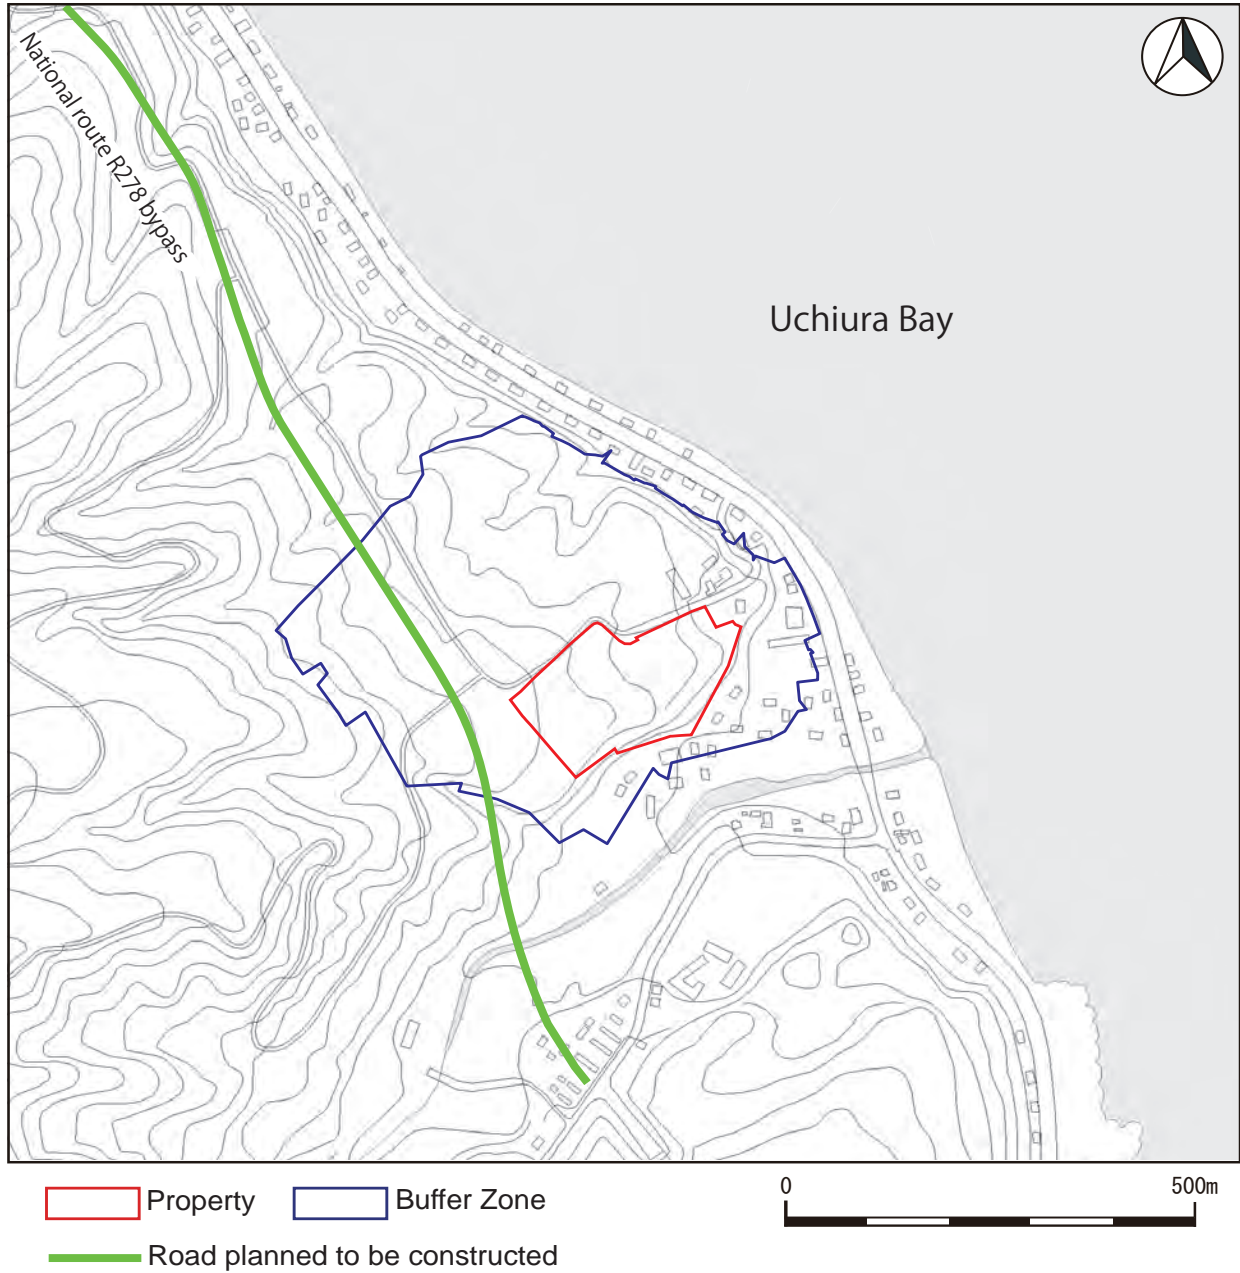 National route R278 bypass
Uchiura Bay
Property
Buffer Zone
0
500m
Road planned to be constructed